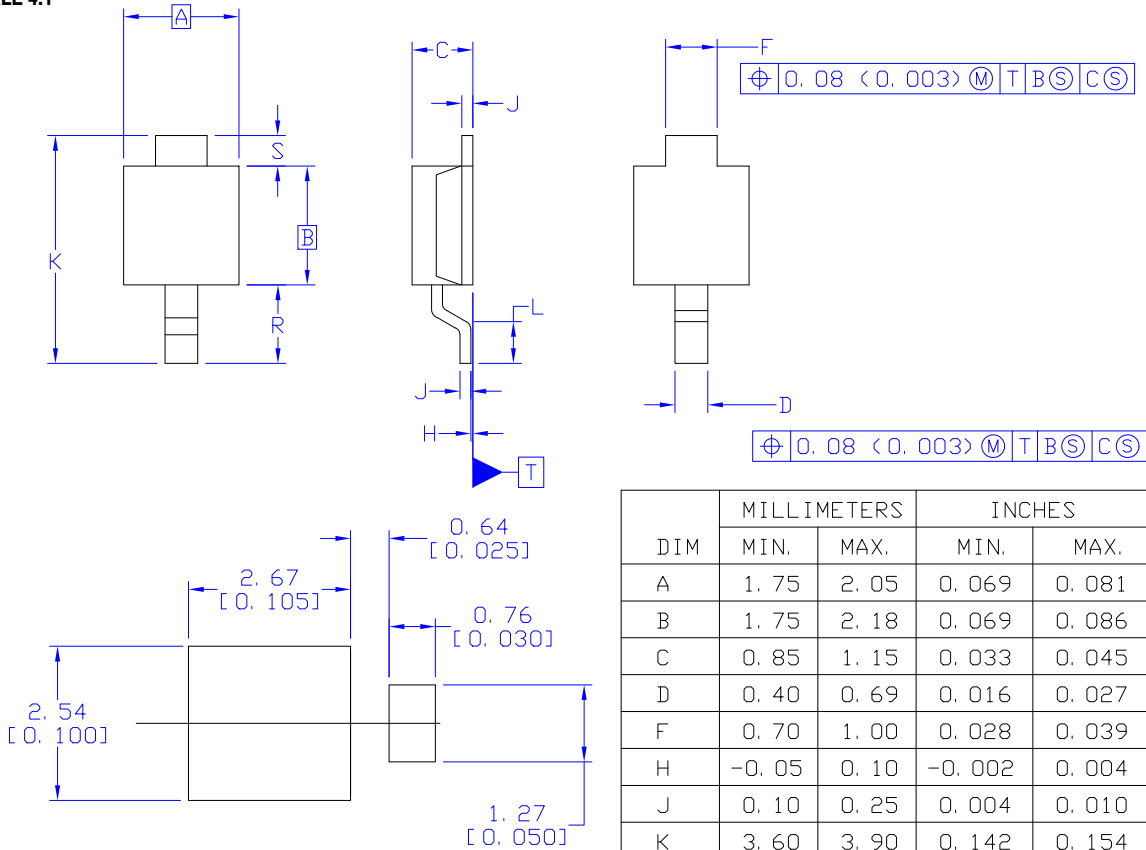 A
C
F
⌖ 0.08 (0.003) Ⓜ T BⓈ CⓈ
J
S
K
B
R
L
J
D
H
⌖ 0.08 (0.003) Ⓜ T BⓈ CⓈ
T
0.64
[0.025]
2.67
[0.105]
0.76
[0.030]
2.54
[0.100]
1.27
[0.050]
MILLIMETERS INCHES
DIM MIN. MAX. MIN. MAX.
A 1.75 2.05 0.069 0.081
B 1.75 2.18 0.069 0.086
C 0.85 1.15 0.033 0.045
D 0.40 0.69 0.016 0.027
F 0.70 1.00 0.028 0.039
H -0.05 0.10 -0.002 0.004
J 0.10 0.25 0.004 0.010
K 3.60 3.90 0.142 0.154